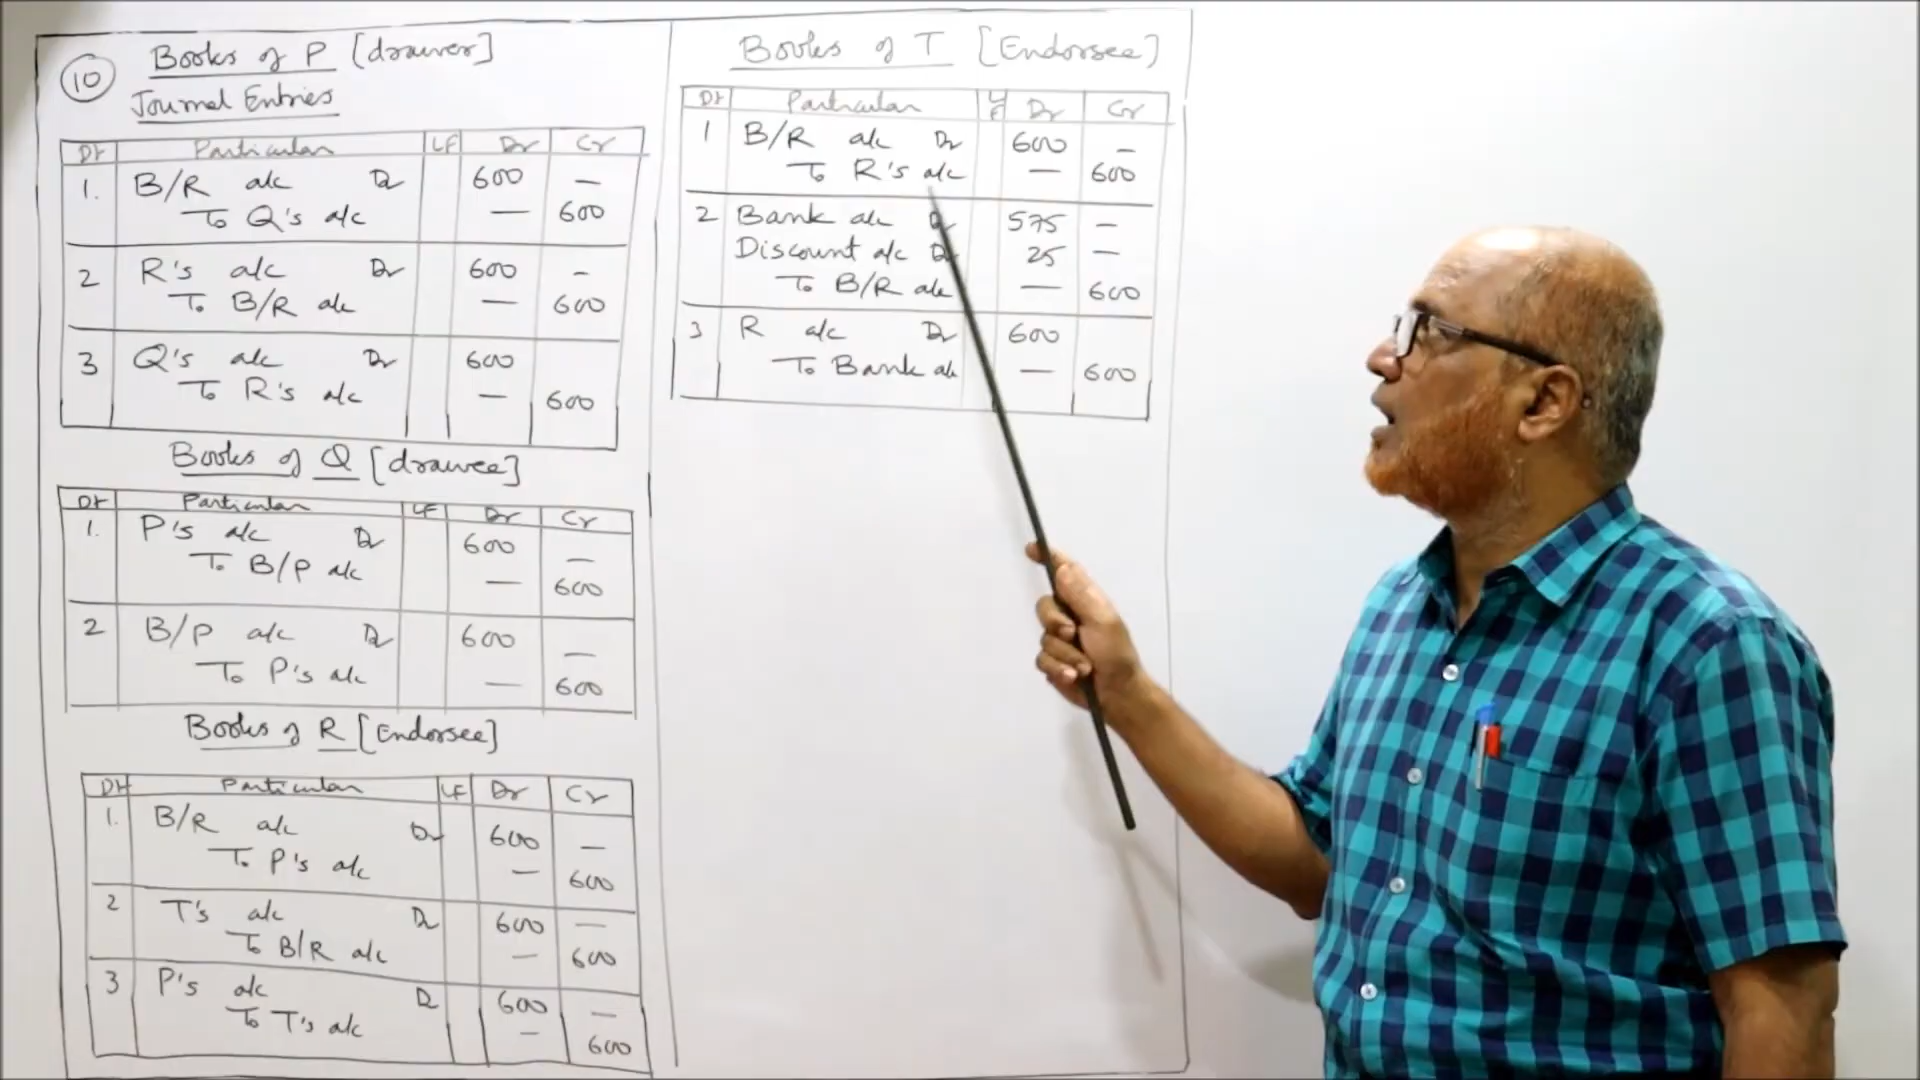 10
Books of P [drawer]
Journal Entries
Dt Particular LF Dr Cr
1. B/R a/c Dr 600 —
To Q's a/c — 600
2 R's a/c Dr 600 -
To B/R a/c — 600
3 Q's a/c Dr 600
To R's a/c — 600
Books of Q [drawee]
Dt Particular LF Dr Cr
1. P's a/c Dr 600 —
To B/P a/c — 600
2 B/P a/c Dr 600 —
To P's a/c — 600
Books of R [Endorsee]
Dt Particular LF Dr Cr
1. B/R a/c Dr 600 —
To P's a/c — 600
2 T's a/c Dr 600 —
To B/R a/c — 600
3 P's a/c Dr 600 —
To T's a/c - 600
Books of T [Endorsee]
Dt Particular LF Dr Cr
1 B/R a/c Dr 600 —
To R's a/c — 600
2 Bank a/c Dr 575 —
Discount a/c Dr 25 —
To B/R a/c — 600
3 R a/c Dr 600
To Bank a/c — 600